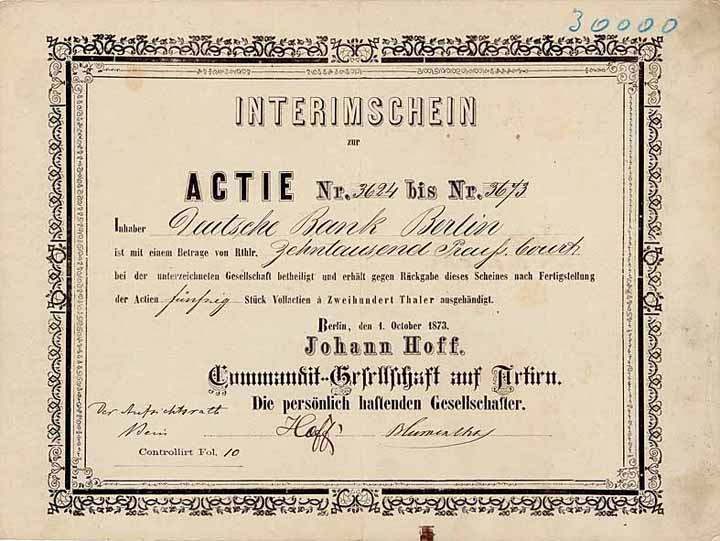 30000
INTERIMSCHEIN
zur
ACTIE Nr. 3624 bis Nr. 3673
Inhaber Deutsche Bank Berlin
ist mit einem Betrage von Rthlr. Zehntausend Preuß. Court.
bei der unterzeichneten Gesellschaft betheiligt und erhält gegen Rückgabe dieses Scheines nach Fertigstellung
der Actien fünfzig Stück Vollactien à Zweihundert Thaler ausgehändigt.
Berlin, den 1. October 1873.
Johann Hoff.
Commandit-Gesellschaft auf Actien.
Die persönlich haftenden Gesellschafter.
Der Aufsichtsrath
Hoff Blumenthal
Controllirt Fol. 10